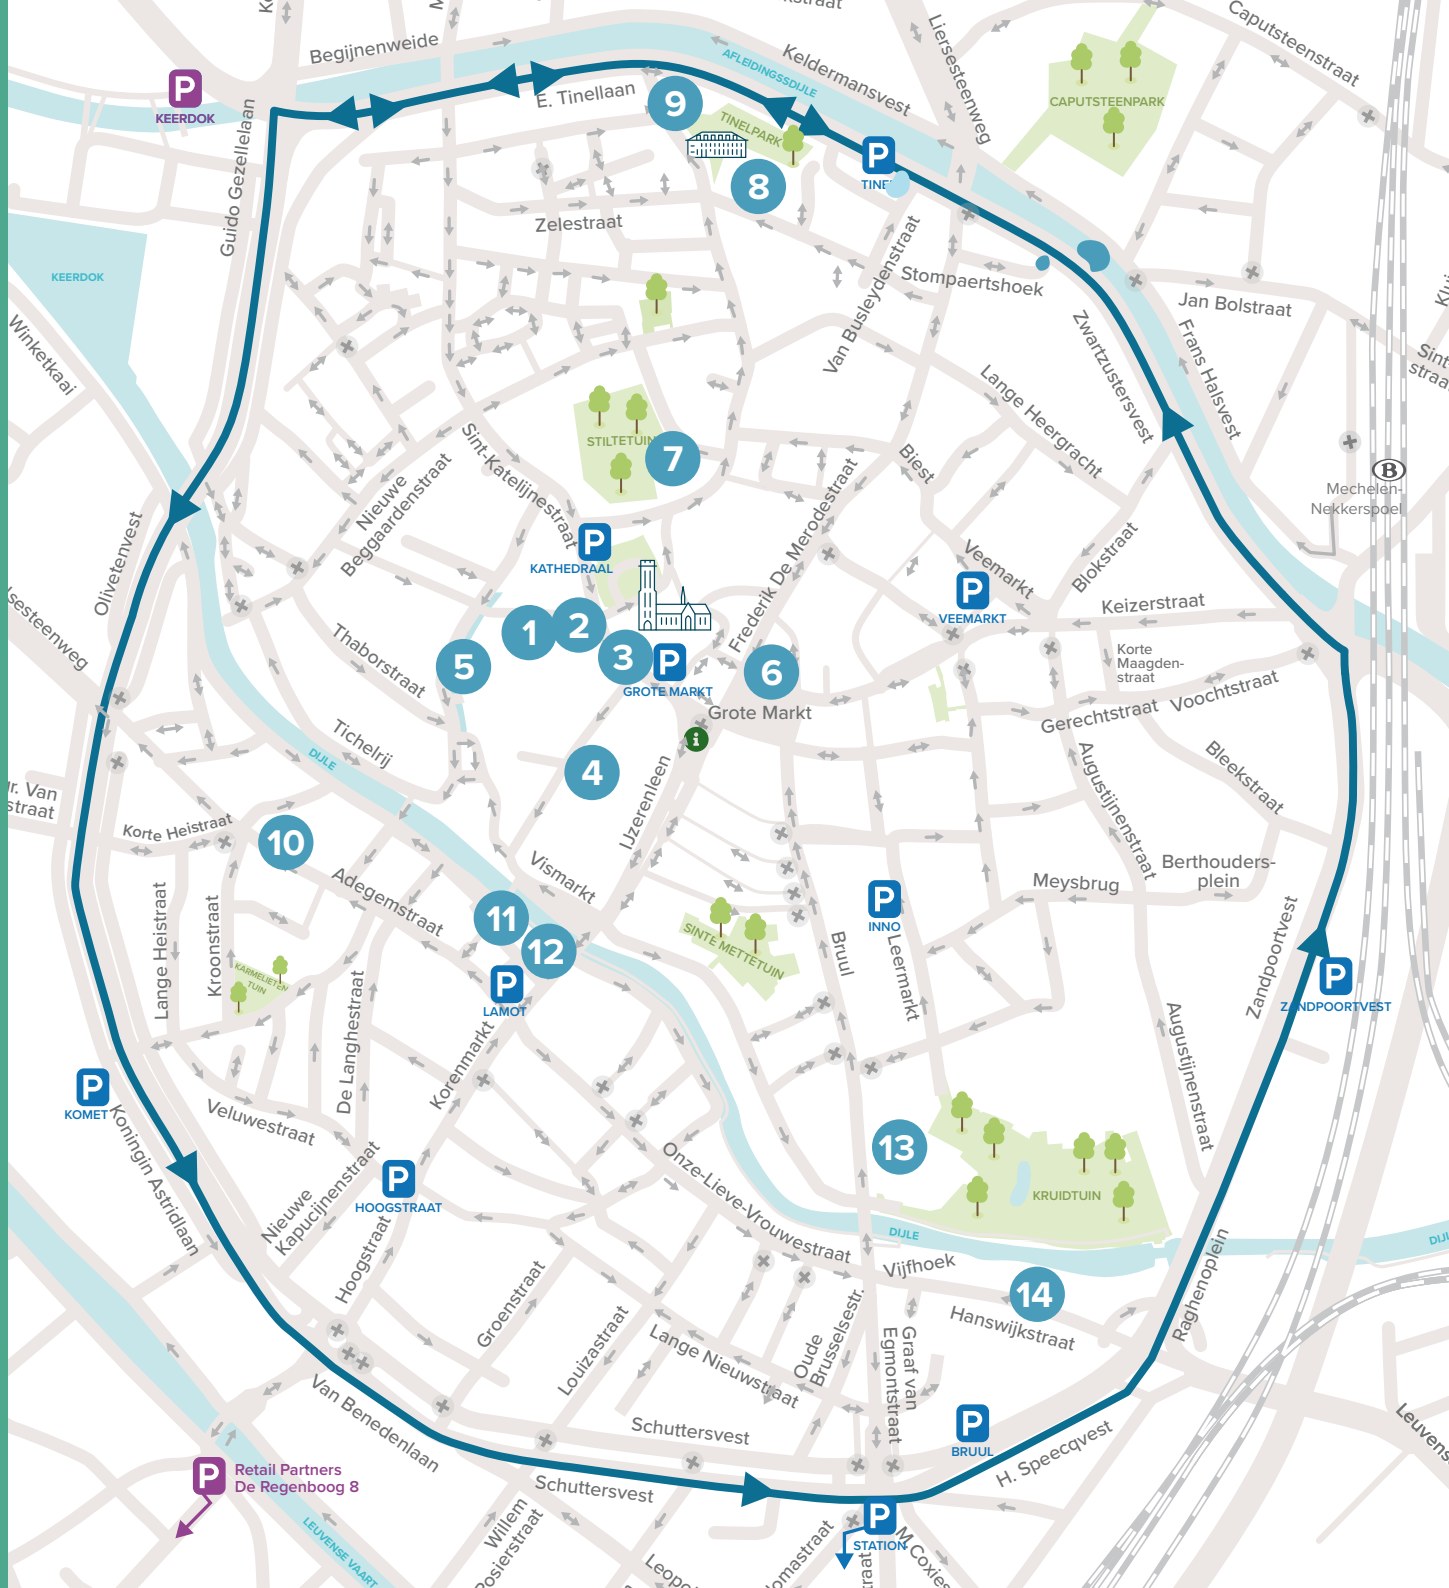 Begijnenweide
AFLEIDINGSSDIJLE
Keldermansvest
Liersesteenweg
Caputsteenstraat
CAPUTSTEENPARK
P
KEERDOK
E. Tinellaan
9
TINELPARK
P
8
Guido Gezellelaan
Zelestraat
KEERDOK
Winketkaai
Van Busleydenstraat
Stompaertshoek
Jan Bolstraat
Zwartzustersvest
Frans Halsvest
Lange Heergracht
Sint-Katelijnestraat
STILTETUIN
7
Biest
B
Mechelen-
Nekkerspoel
Nieuwe
Beggaardenstraat
Olivetenvest
P
KATHEDRAAL
Frederik De Merodestraat
Veemarkt
Blokstraat
P
VEEMARKT
Keizerstraat
1
2
3
5
P
GROTE MARKT
6
Grote Markt
i
Korte
Maagden-
straat
Voochtstraat
Gerechtstraat
Thaborstraat
Tichelrij
DIJLE
4
IJzerenleen
Augustijnenstraat
Bleekstraat
Korte Heistraat
10
Vismarkt
Adegemstraat
Meysbrug
Berthouders-
plein
Lange Heistraat
Kroonstraat
11
12
P
LAMOT
P
INNO
SINTE METTETUIN
Bruul
Leermarkt
Zandpoortvest
P
ZANDPOORTVEST
KARMELIETEN
TUIN
De Langhestraat
Korenmarkt
Augustijnenstraat
P
KOMET
Veluwestraat
Koningin Astridlaan
Nieuwe
Kapucijnenstraat
P
HOOGSTRAAT
Hoogstraat
Onze-Lieve-Vrouwestraat
13
KRUIDTUIN
DIJLE
Vijfhoek
14
Hanswijkstraat
Raghenoplein
Groenstraat
Louizastraat
Lange Nieuwstraat
Oude
Brusselsestr.
Graaf van
Egmontstraat
Van Benedenlaan
Schuttersvest
P
BRUUL
H. Speecqvest
P
Retail Partners
De Regenboog 8
Schuttersvest
P
STATION
LEUVENSE VAART
Willem